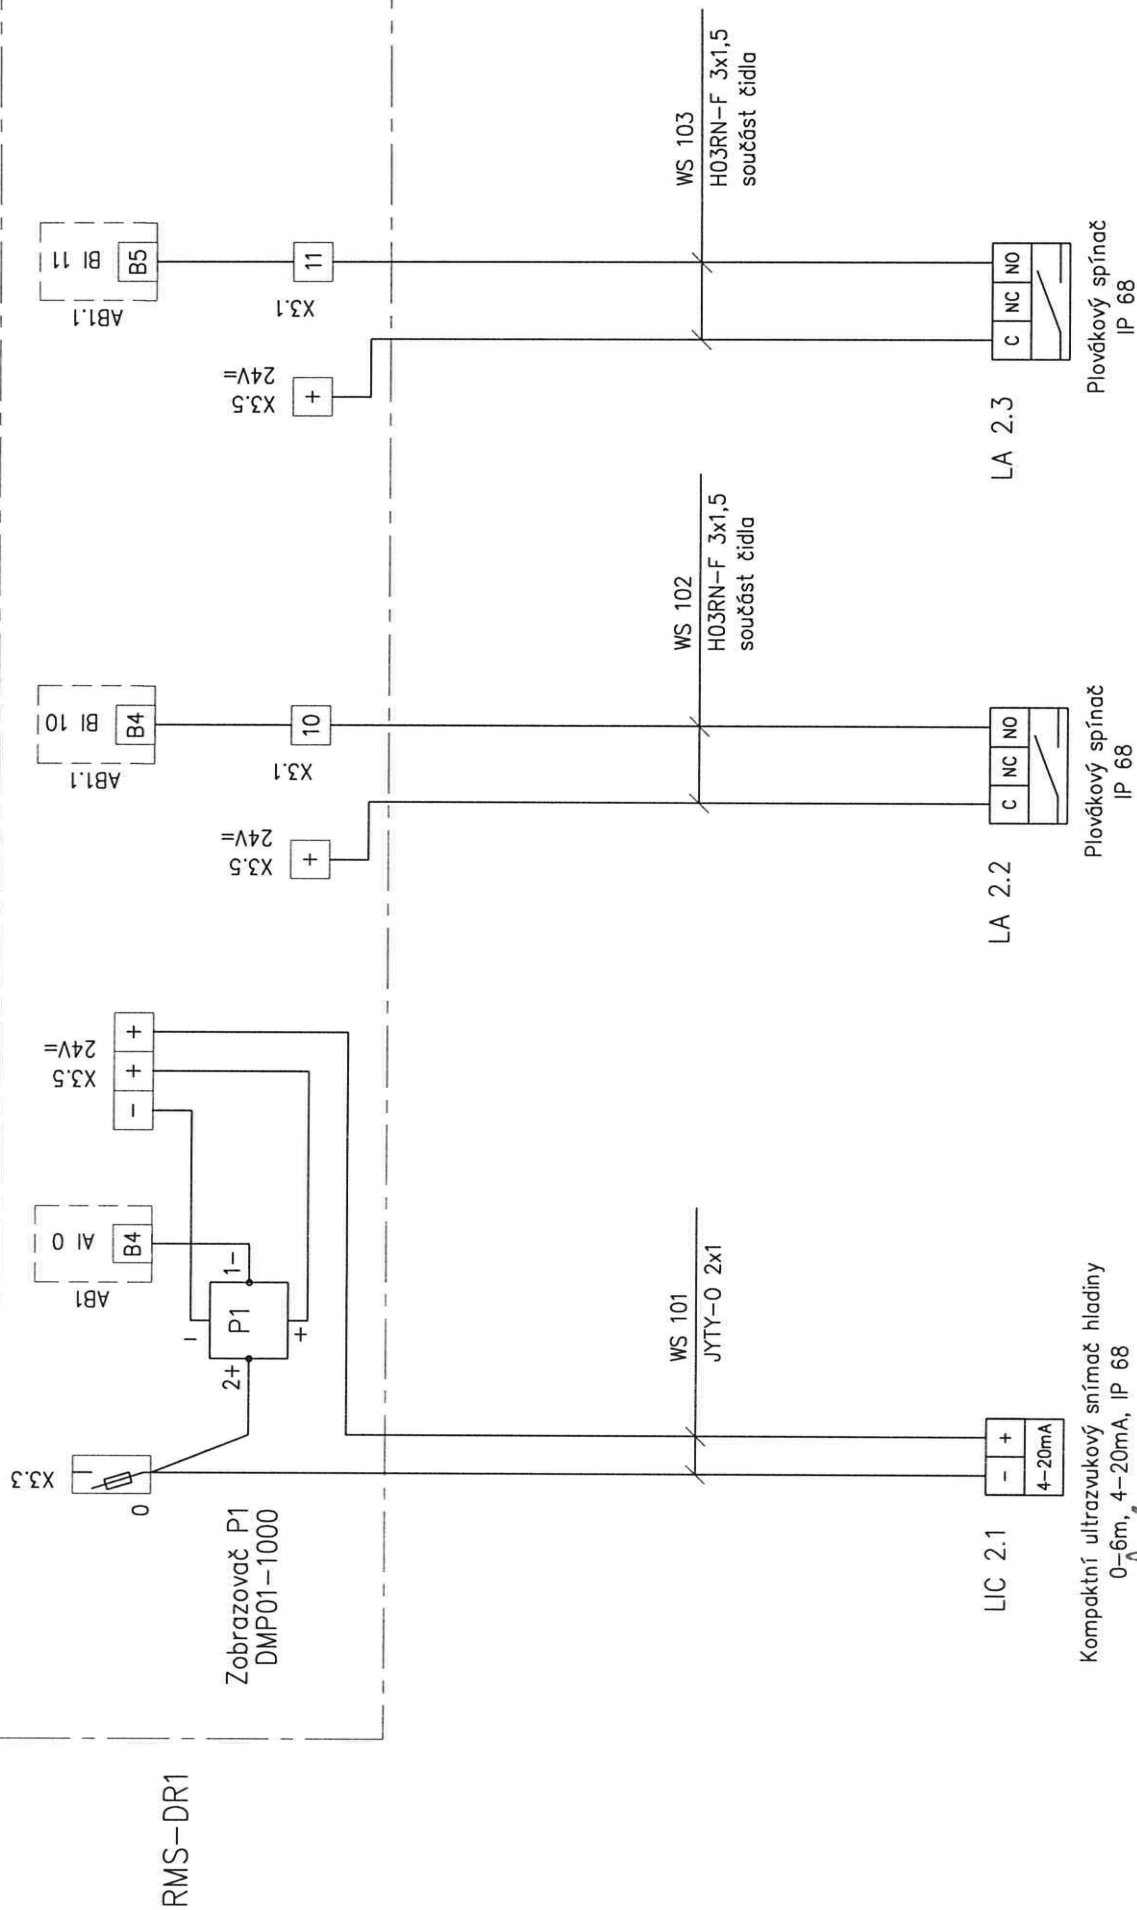 RMS-DR1
X3.3
0
Zobrazovač P1
DMP01-1000
2+
P1
1-
-
+
AB1
AI 0
B4
X3.5
24V=
-
+
+
WS 101
JYTY-O 2x1
LIC 2.1
-
+
4-20mA
Kompaktní ultrazvukový snímač hladiny
0-6m, 4-20mA, IP 68
AB1.1
BI 10
B4
X3.1
10
X3.5
24V=
+
WS 102
H03RN-F 3x1,5
součást čidla
LA 2.2
C
NC
NO
Plovákový spínač
IP 68
AB1.1
BI 11
B5
X3.1
11
X3.5
24V=
+
WS 103
H03RN-F 3x1,5
součást čidla
LA 2.3
C
NC
NO
Plovákový spínač
IP 68